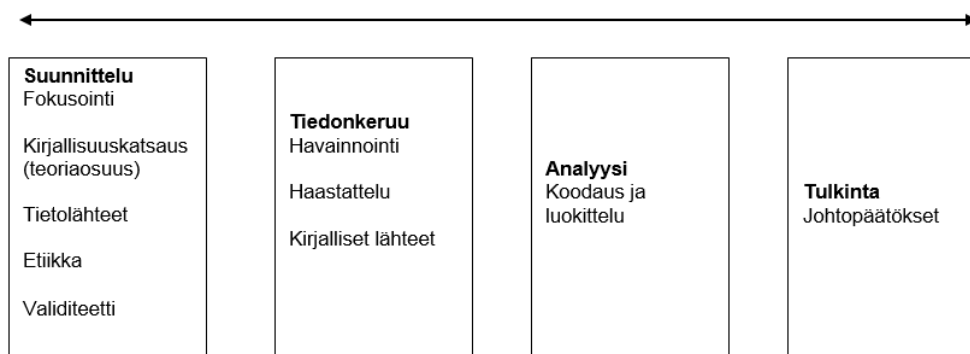 Suunnittelu
Fokusointi
Kirjallisuuskatsaus
(teoriaosuus)
Tietolähteet
Etiikka
Validiteetti
Tiedonkeruu
Havainnointi
Haastattelu
Kirjalliset lähteet
Analyysi
Koodaus ja
luokittelu
Tulkinta
Johtopäätökset